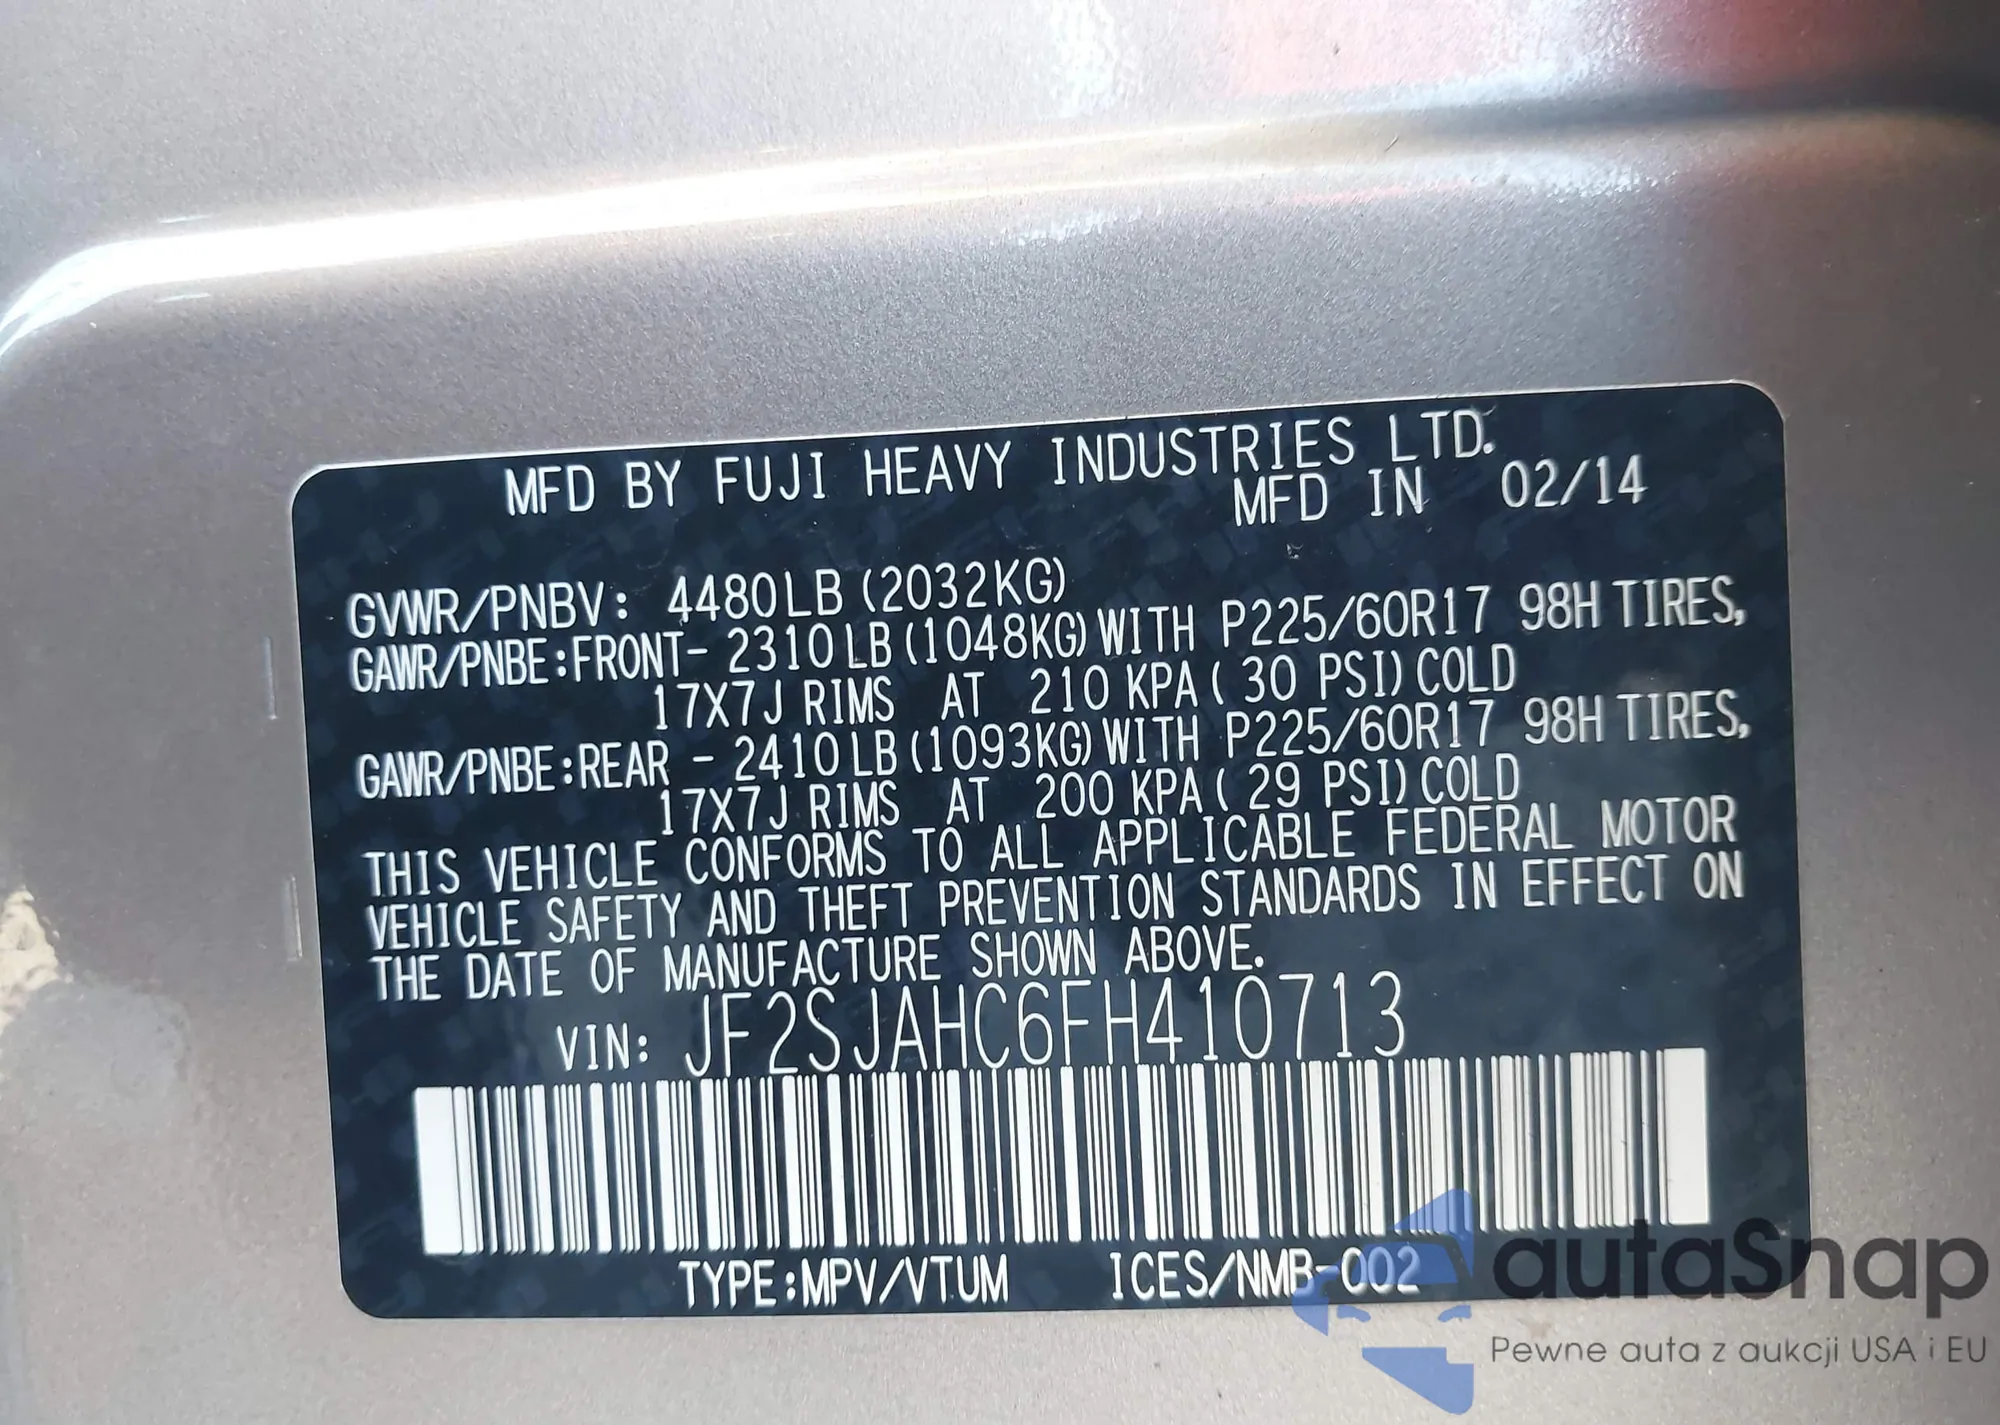 MFD BY FUJI HEAVY INDUSTRIES LTD.
MFD IN 02/14
GVWR/PNBV: 4480LB (2032KG)
GAWR/PNBE:FRONT- 2310LB (1048KG) WITH P225/60R17 98H TIRES,
17X7J RIMS AT 210 KPA ( 30 PSI) COLD
GAWR/PNBE:REAR - 2410LB (1093KG) WITH P225/60R17 98H TIRES,
17X7J RIMS AT 200 KPA ( 29 PSI) COLD
THIS VEHICLE CONFORMS TO ALL APPLICABLE FEDERAL MOTOR
VEHICLE SAFETY AND THEFT PREVENTION STANDARDS IN EFFECT ON
THE DATE OF MANUFACTURE SHOWN ABOVE.
VIN: JF2SJAHC6FH410713
TYPE:MPV/VTUM ICES/NMB-002
autaSnap
Pewne auta z aukcji USA i EU